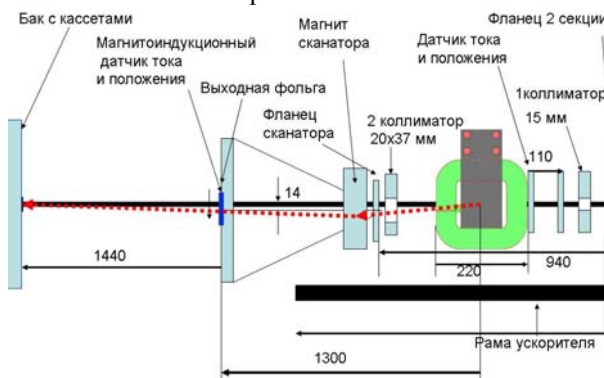 Бак с кассетами
Магнитоиндукционный
датчик тока
и положения
Выходная фольга
Магнит
сканатора
Фланец
сканатора
2 коллиматор
20х37 мм
Датчик тока
и положения
Фланец 2 секции
1коллиматор
15 мм
110
14
1440
220
940
Рама ускорителя
1300